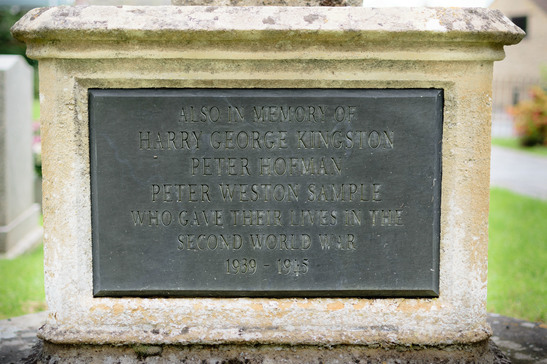 ALSO IN MEMORY OF
HARRY GEORGE KINGSTON
PETER HOFMAN
PETER WESTON SAMPLE
WHO GAVE THEIR LIVES IN THE
SECOND WORLD WAR
1939 - 1945